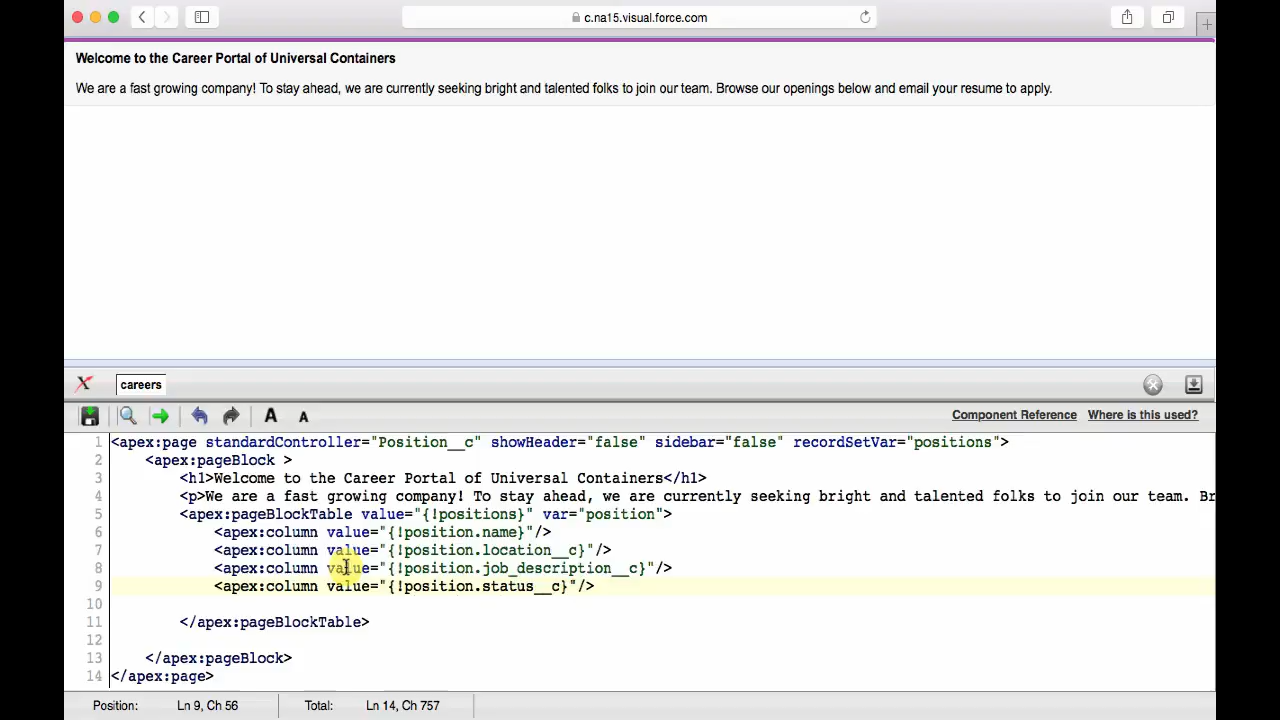 c.na15.visual.force.com
Welcome to the Career Portal of Universal Containers
We are a fast growing company! To stay ahead, we are currently seeking bright and talented folks to join our team. Browse our openings below and email your resume to apply.
careers
A A Component Reference Where is this used?
1 <apex:page standardController="Position__c" showHeader="false" sidebar="false" recordSetVar="positions">
2 <apex:pageBlock >
3 <h1>Welcome to the Career Portal of Universal Containers</h1>
4 <p>We are a fast growing company! To stay ahead, we are currently seeking bright and talented folks to join our team. Br
5 <apex:pageBlockTable value="{!positions}" var="position">
6 <apex:column value="{!position.name}"/>
7 <apex:column value="{!position.location__c}"/>
8 <apex:column value="{!position.job_description__c}"/>
9 <apex:column value="{!position.status__c}"/>
10
11 </apex:pageBlockTable>
12
13 </apex:pageBlock>
14 </apex:page>
Position: Ln 9, Ch 56 Total: Ln 14, Ch 757